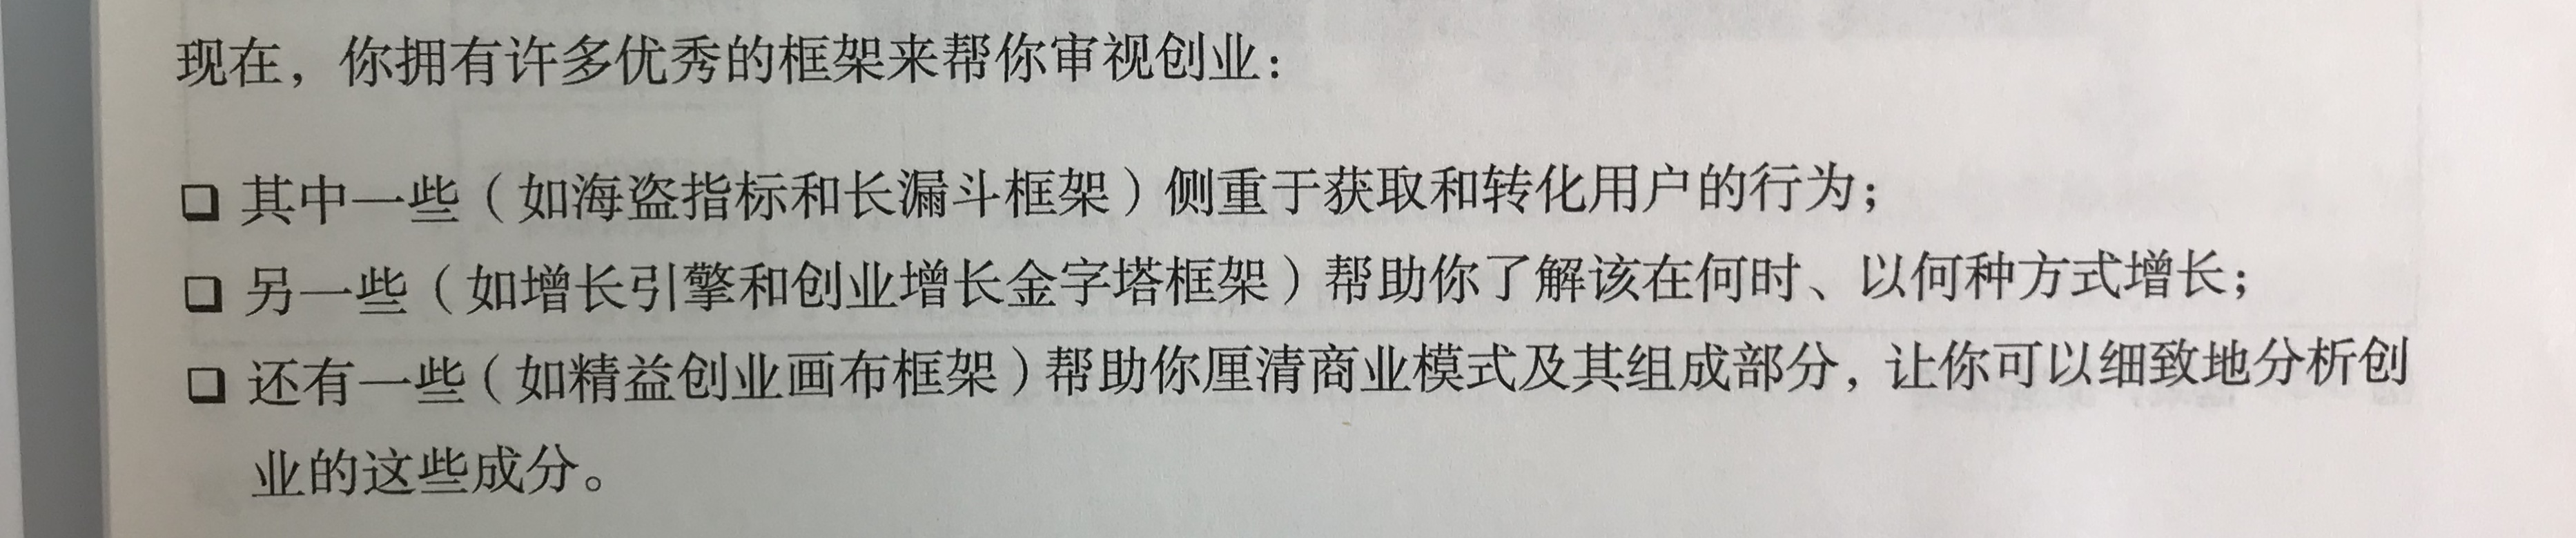 现在，你拥有许多优秀的框架来帮你审视创业：
❏ 其中一些（如海盗指标和长漏斗框架）侧重于获取和转化用户的行为；
❏ 另一些（如增长引擎和创业增长金字塔框架）帮助你了解该在何时、以何种方式增长；
❏ 还有一些（如精益创业画布框架）帮助你厘清商业模式及其组成部分，让你可以细致地分析创
业的这些成分。